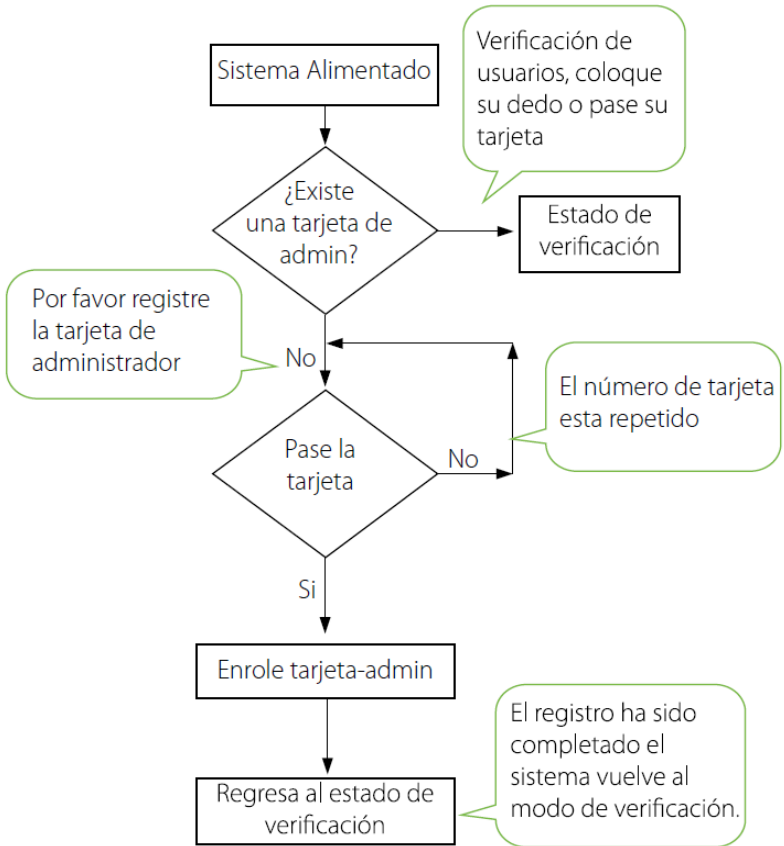 Sistema Alimentado
Verificación de
usuarios, coloque
su dedo o pase su
tarjeta
¿Existe
una tarjeta de
admin?
Estado de
verificación
Por favor registre
la tarjeta de
administrador
No
El número de tarjeta
esta repetido
Pase la
tarjeta
No
Si
Enrole tarjeta-admin
El registro ha sido
completado el
sistema vuelve al
modo de verificación.
Regresa al estado de
verificación